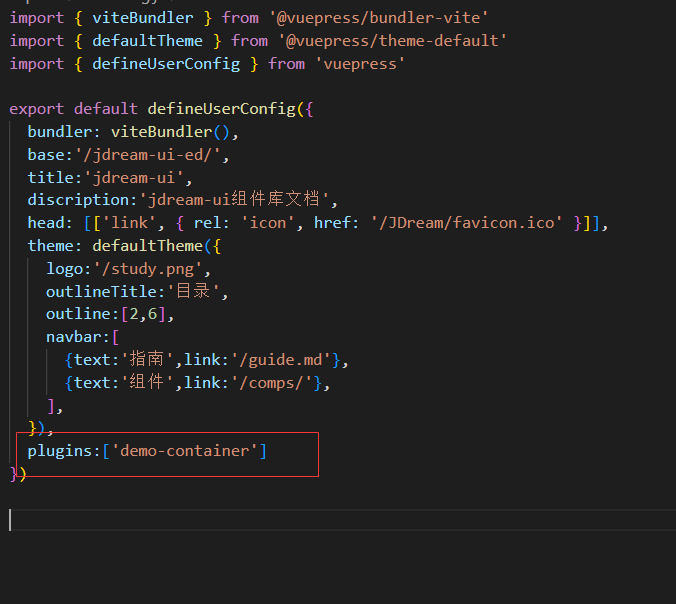 import { viteBundler } from '@vuepress/bundler-vite'
import { defaultTheme } from '@vuepress/theme-default'
import { defineUserConfig } from 'vuepress'
export default defineUserConfig({
bundler: viteBundler(),
base:'/jdream-ui-ed/',
title:'jdream-ui',
discription:'jdream-ui组件库文档',
head: [['link', { rel: 'icon', href: '/JDream/favicon.ico' }]],
theme: defaultTheme({
logo:'/study.png',
outlineTitle:'目录',
outline:[2,6],
navbar:[
{text:'指南',link:'/guide.md'},
{text:'组件',link:'/comps/'},
],
}),
plugins:['demo-container']
})